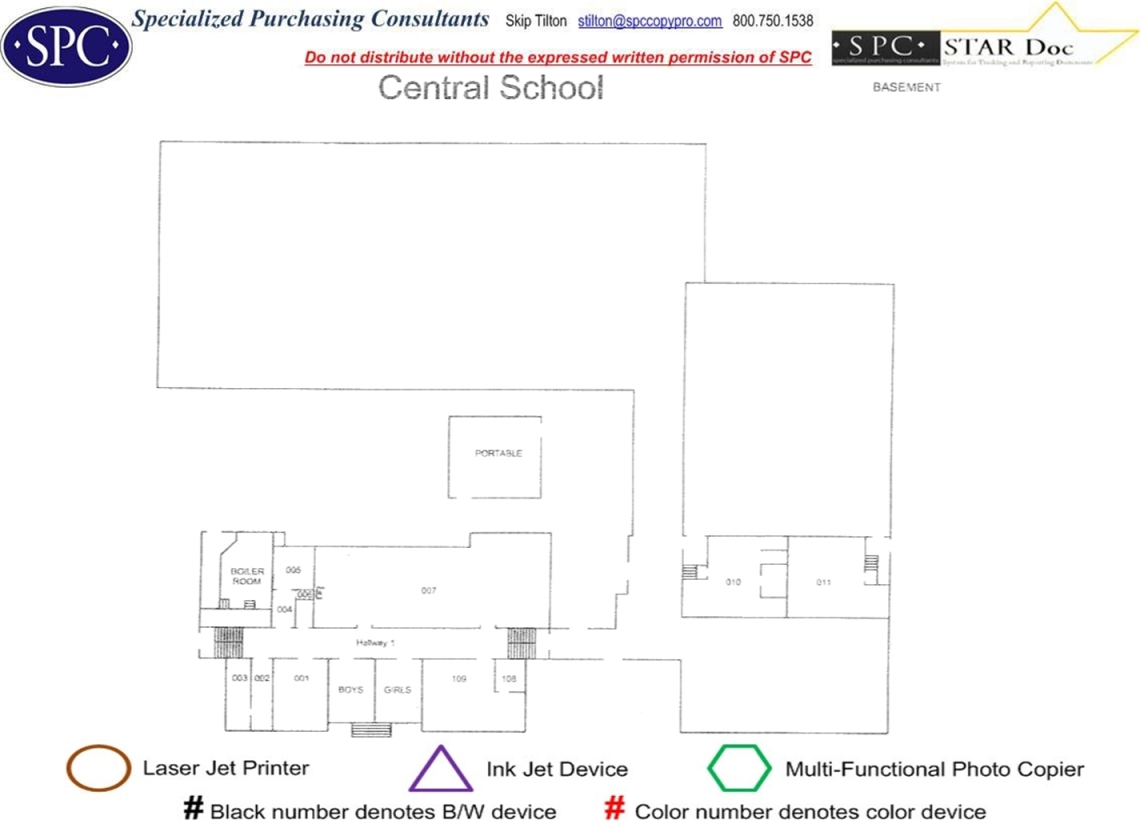 Specialized Purchasing Consultants Skip Tilton stilton@spccopypro.com 800.750.1538
·SPC·
Do not distribute without the expressed written permission of SPC
·SPC· STAR Doc
specialized purchasing consultants System for Tracking and Reporting Documents
Central School
BASEMENT
PORTABLE
BOILER
ROOM
005
006
004
007
010
011
Hallway 1
003
002
001
BOYS
GIRLS
109
108
Laser Jet Printer
Ink Jet Device
Multi-Functional Photo Copier
# Black number denotes B/W device
# Color number denotes color device